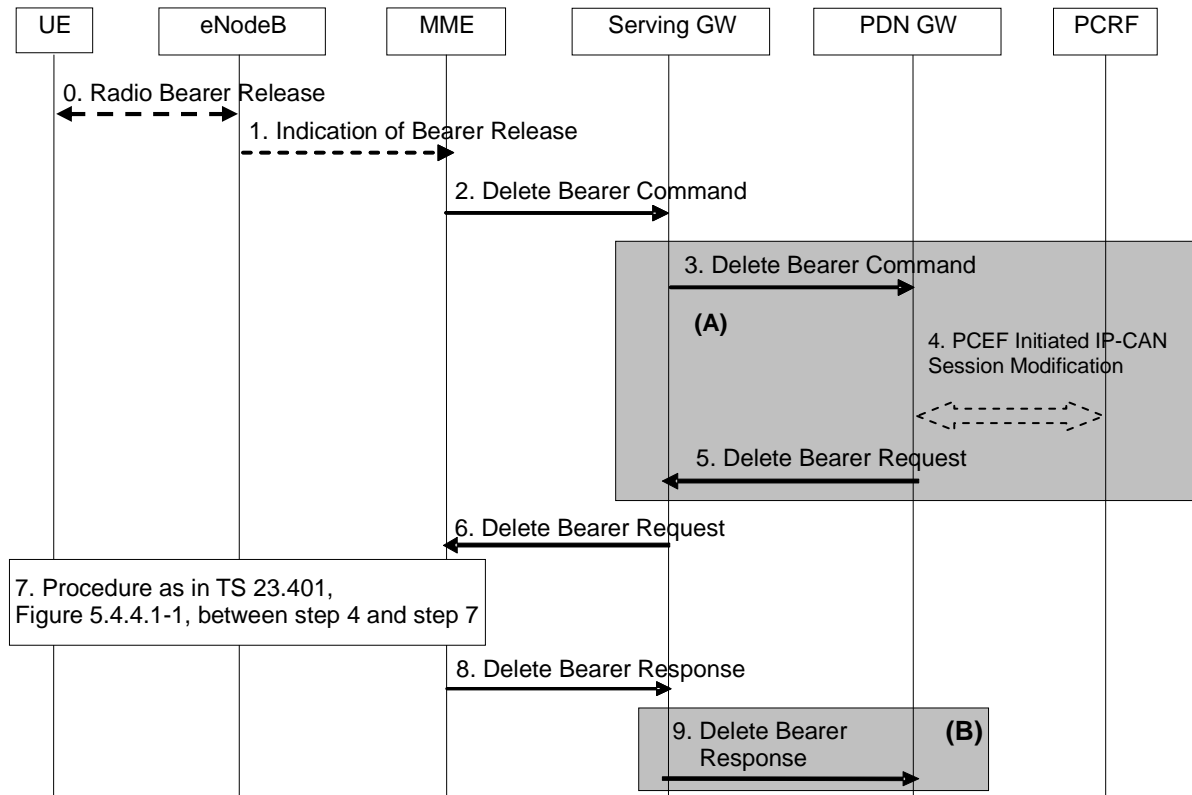 UE
eNodeB
MME
Serving GW
PDN GW
PCRF
0. Radio Bearer Release
1. Indication of Bearer Release
2. Delete Bearer Command
3. Delete Bearer Command
(A)
4. PCEF Initiated IP-CAN
Session Modification
5. Delete Bearer Request
6. Delete Bearer Request
7. Procedure as in TS 23.401,
Figure 5.4.4.1-1, between step 4 and step 7
8. Delete Bearer Response
9. Delete Bearer
Response
(B)